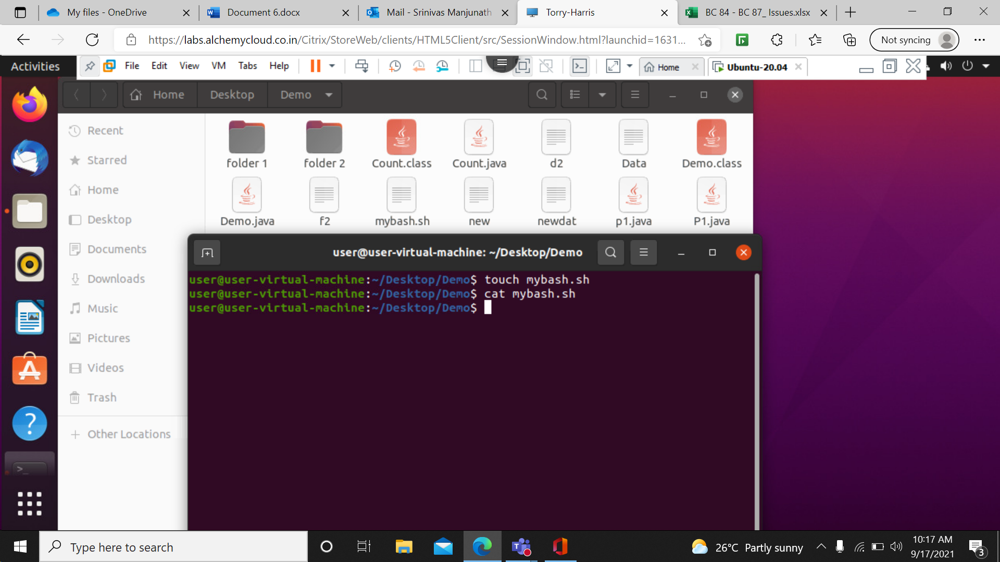 My files - OneDrive
Document 6.docx
Mail - Srinivas Manjunath
Torry-Harris
BC 84 - BC 87_ Issues.xlsx
https://labs.alchemycloud.co.in/Citrix/StoreWeb/clients/HTML5Client/src/SessionWindow.html?launchid=1631...
Not syncing
Activities
File Edit View VM Tabs Help
Home
Ubuntu-20.04
Home Desktop Demo
Recent
Starred
Home
Desktop
Documents
Downloads
Music
Pictures
Videos
Trash
Other Locations
folder 1 folder 2 Count.class Count.java d2 Data Demo.class
Demo.java f2 mybash.sh new newdat p1.java P1.java
user@user-virtual-machine: ~/Desktop/Demo
user@user-virtual-machine:~/Desktop/Demo$ touch mybash.sh
user@user-virtual-machine:~/Desktop/Demo$ cat mybash.sh
user@user-virtual-machine:~/Desktop/Demo$
Type here to search
26°C Partly sunny
10:17 AM
9/17/2021
3